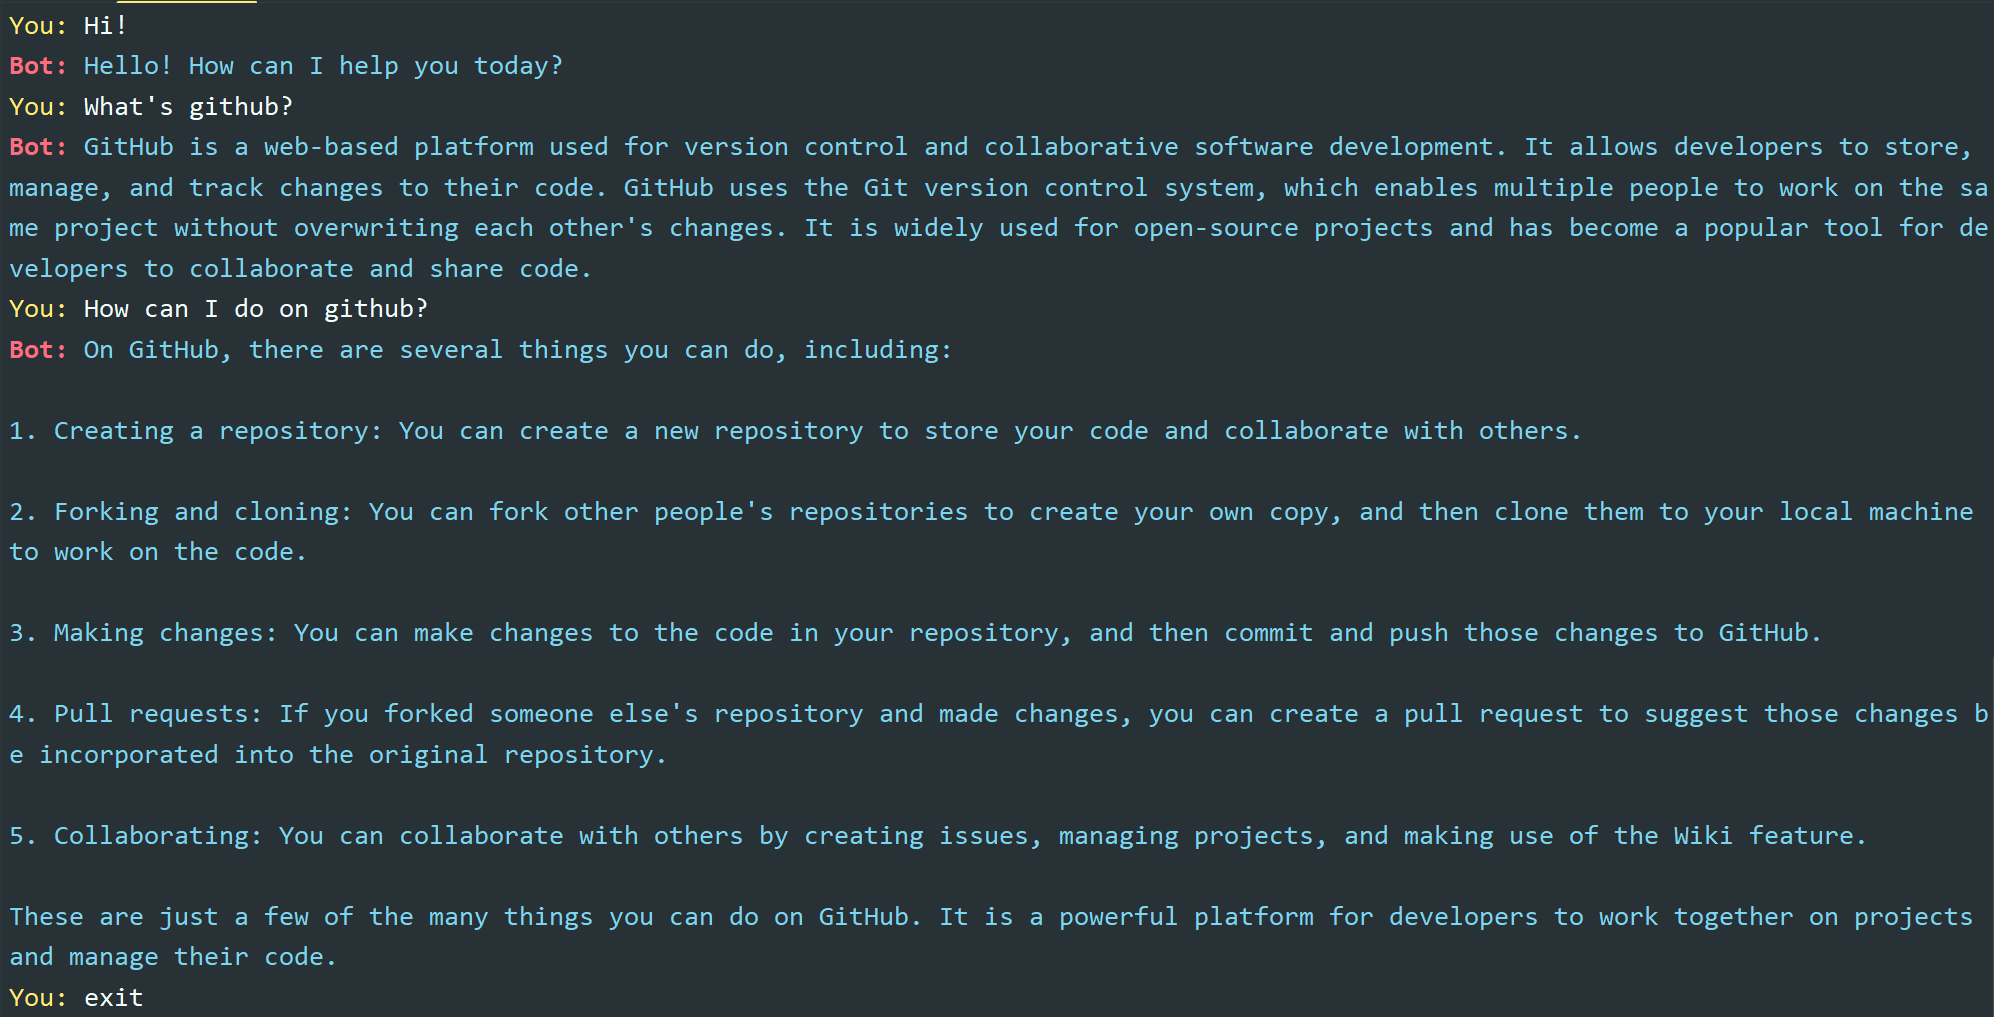 You: Hi!
Bot: Hello! How can I help you today?
You: What's github?
Bot: GitHub is a web-based platform used for version control and collaborative software development. It allows developers to store,
manage, and track changes to their code. GitHub uses the Git version control system, which enables multiple people to work on the sa
me project without overwriting each other's changes. It is widely used for open-source projects and has become a popular tool for de
velopers to collaborate and share code.
You: How can I do on github?
Bot: On GitHub, there are several things you can do, including:
1. Creating a repository: You can create a new repository to store your code and collaborate with others.
2. Forking and cloning: You can fork other people's repositories to create your own copy, and then clone them to your local machine
to work on the code.
3. Making changes: You can make changes to the code in your repository, and then commit and push those changes to GitHub.
4. Pull requests: If you forked someone else's repository and made changes, you can create a pull request to suggest those changes b
e incorporated into the original repository.
5. Collaborating: You can collaborate with others by creating issues, managing projects, and making use of the Wiki feature.
These are just a few of the many things you can do on GitHub. It is a powerful platform for developers to work together on projects
and manage their code.
You: exit